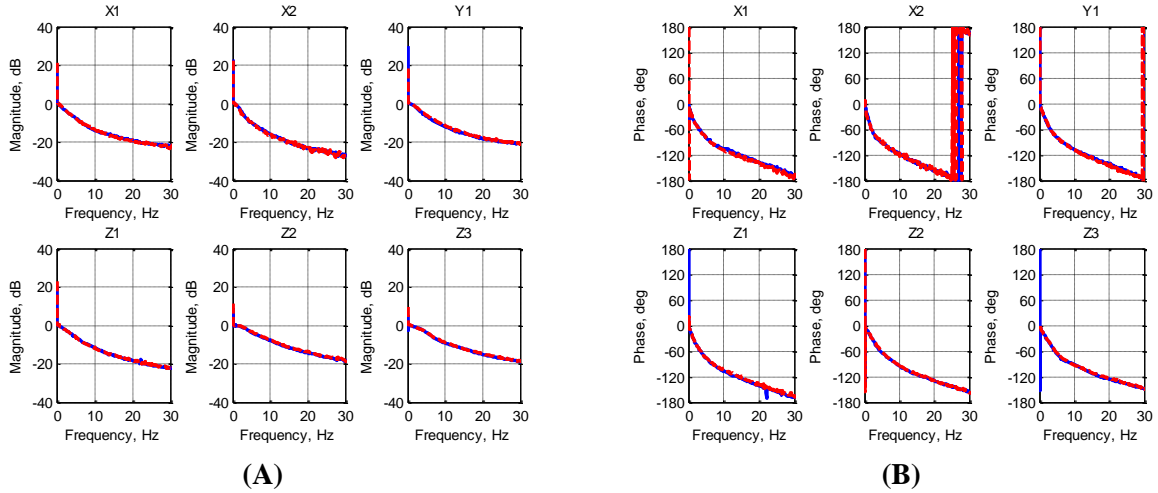 X1 X2 Y1
Magnitude, dB Magnitude, dB Magnitude, dB
40 40 40
20 20 20
0 0 0
-20 -20 -20
-40 -40 -40
0 10 20 30 0 10 20 30 0 10 20 30
Frequency, Hz Frequency, Hz Frequency, Hz
Z1 Z2 Z3
Magnitude, dB Magnitude, dB Magnitude, dB
40 40 40
20 20 20
0 0 0
-20 -20 -20
-40 -40 -40
0 10 20 30 0 10 20 30 0 10 20 30
Frequency, Hz Frequency, Hz Frequency, Hz
(A)
X1 X2 Y1
Phase, deg Phase, deg Phase, deg
180 180 180
120 120 120
60 60 60
0 0 0
-60 -60 -60
-120 -120 -120
-180 -180 -180
0 10 20 30 0 10 20 30 0 10 20 30
Frequency, Hz Frequency, Hz Frequency, Hz
Z1 Z2 Z3
Phase, deg Phase, deg Phase, deg
180 180 180
120 120 120
60 60 60
0 0 0
-60 -60 -60
-120 -120 -120
-180 -180 -180
0 10 20 30 0 10 20 30 0 10 20 30
Frequency, Hz Frequency, Hz Frequency, Hz
(B)